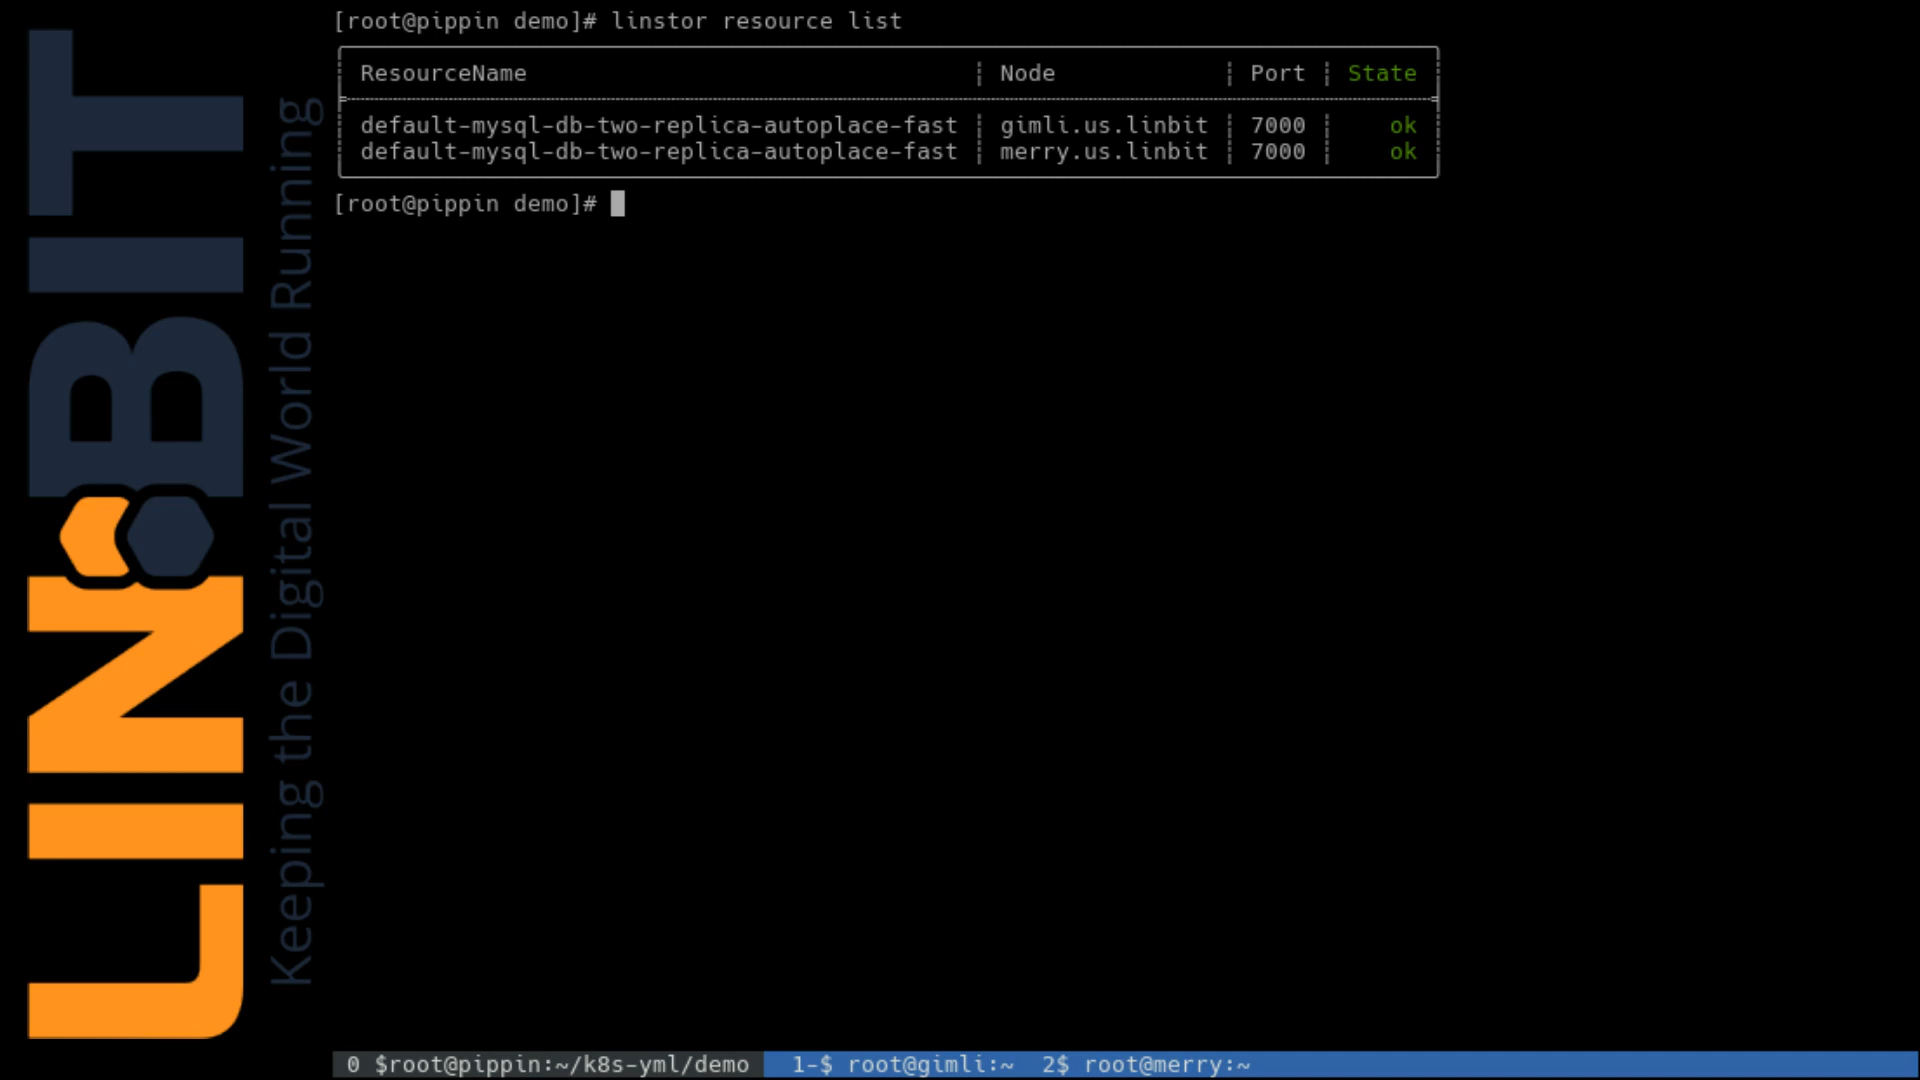 LINBIT
Keeping the Digital World Running
[root@pippin demo]# linstor resource list
ResourceName ┊ Node ┊ Port ┊ State
default-mysql-db-two-replica-autoplace-fast ┊ gimli.us.linbit ┊ 7000 ┊ ok
default-mysql-db-two-replica-autoplace-fast ┊ merry.us.linbit ┊ 7000 ┊ ok
[root@pippin demo]#
0 $root@pippin:~/k8s-yml/demo 1-$ root@gimli:~ 2$ root@merry:~